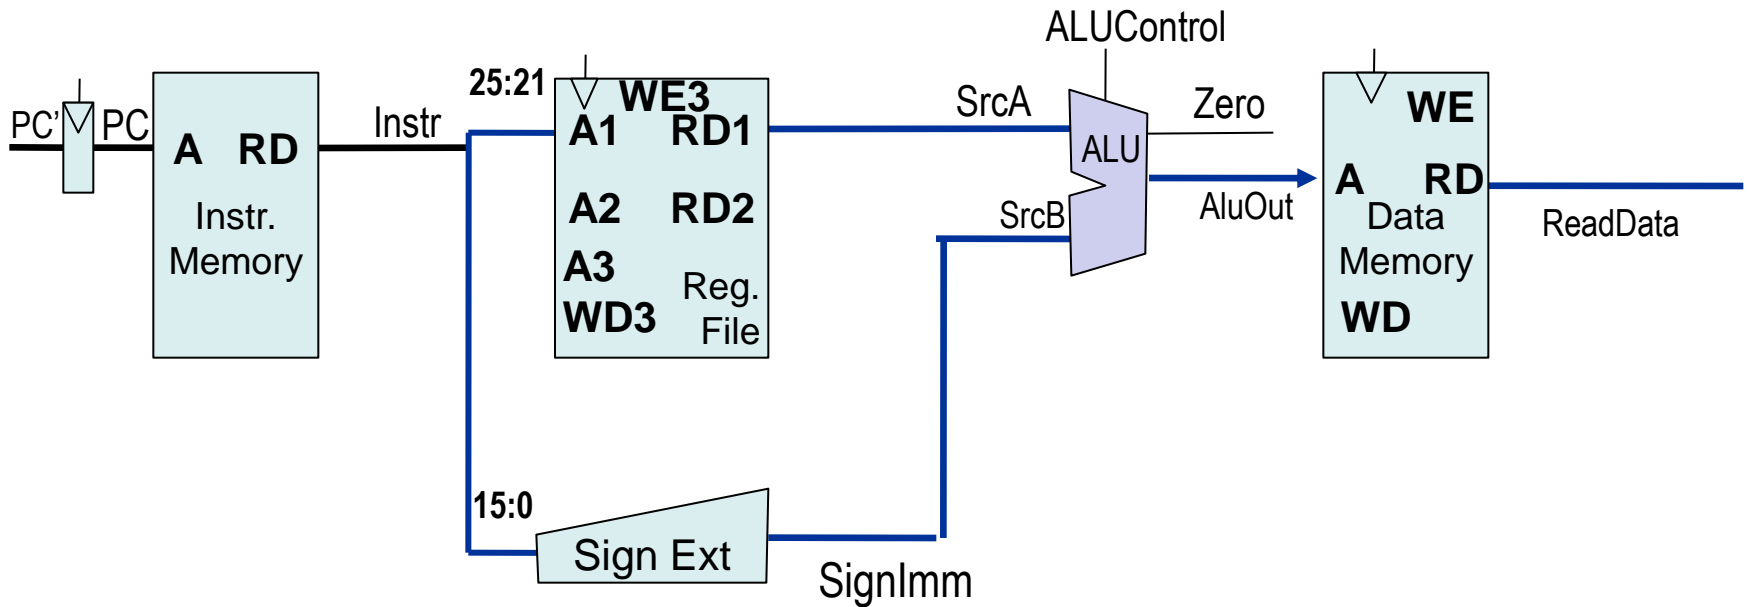 PC'
PC
A RD
Instr.
Memory
Instr
25:21
WE3
A1 RD1
A2 RD2
A3
WD3
Reg.
File
15:0
Sign Ext
SignImm
SrcA
SrcB
ALUControl
ALU
Zero
AluOut
WE
A RD
Data
Memory
WD
ReadData